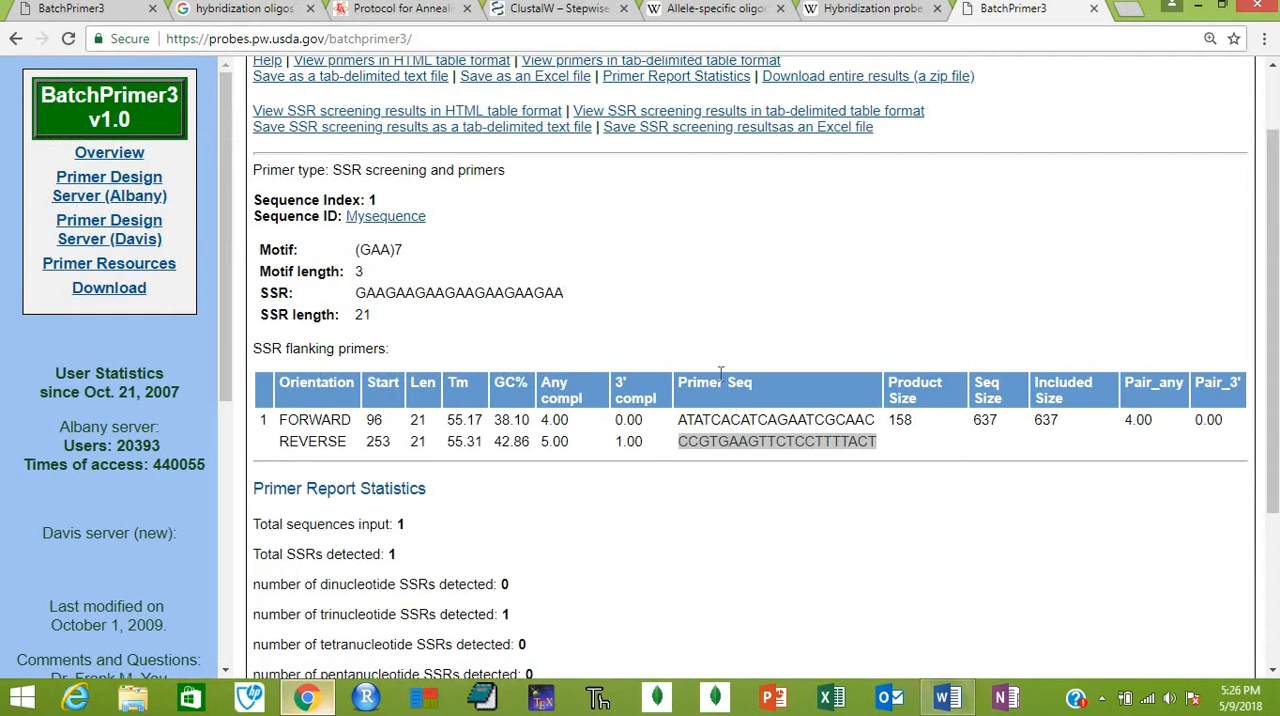 BatchPrimer3
hybridization oligos
Protocol for Anneali
ClustalW – Stepwise
Allele-specific oligon
Hybridization probe
BatchPrimer3
Secure | https://probes.pw.usda.gov/batchprimer3/
BatchPrimer3
v1.0
Overview
Primer Design
Server (Albany)
Primer Design
Server (Davis)
Primer Resources
Download
User Statistics
since Oct. 21, 2007
Albany server:
Users: 20393
Times of access: 440055
Davis server (new):
Last modified on
October 1, 2009.
Comments and Questions:
Dr. Frank M. You
Help | View primers in HTML table format | View primers in tab-delimited table format
Save as a tab-delimited text file | Save as an Excel file | Primer Report Statistics | Download entire results (a zip file)
View SSR screening results in HTML table format | View SSR screening results in tab-delimited table format
Save SSR screening results as a tab-delimited text file | Save SSR screening resultsas an Excel file
Primer type: SSR screening and primers
Sequence Index: 1
Sequence ID: Mysequence
Motif: (GAA)7
Motif length: 3
SSR: GAAGAAGAAGAAGAAGAAGAA
SSR length: 21
SSR flanking primers:
Orientation Start Len Tm GC% Any compl 3' compl Primer Seq Product Size Seq Size Included Size Pair_any Pair_3'
1 FORWARD 96 21 55.17 38.10 4.00 0.00 ATATCACATCAGAATCGCAAC 158 637 637 4.00 0.00
REVERSE 253 21 55.31 42.86 5.00 1.00 CCGTGAAGTTCTCCTTTTACT
Primer Report Statistics
Total sequences input: 1
Total SSRs detected: 1
number of dinucleotide SSRs detected: 0
number of trinucleotide SSRs detected: 1
number of tetranucleotide SSRs detected: 0
number of pentanucleotide SSRs detected: 0
5:26 PM
5/9/2018